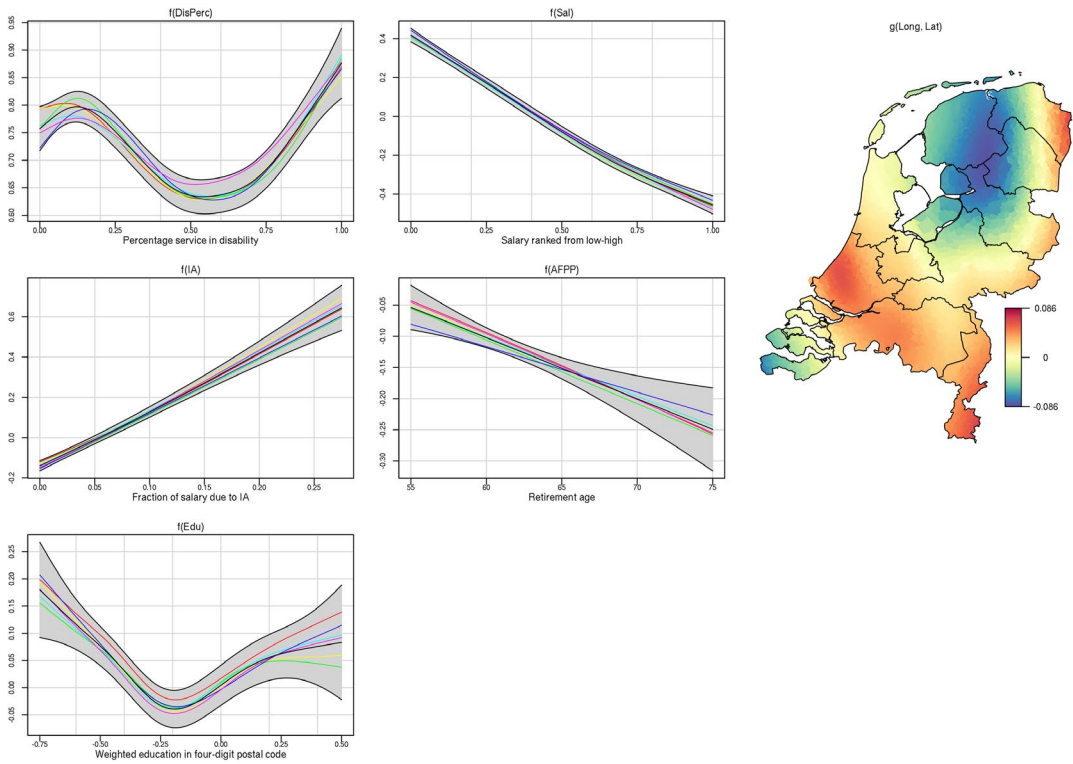 f(DisPerc)
0.95
0.90
0.85
0.80
0.75
0.70
0.65
0.60
0.00 0.25 0.50 0.75 1.00
Percentage service in disability
f(Sal)
0.4
0.2
0.0
-0.2
-0.4
0.00 0.25 0.50 0.75 1.00
Salary ranked from low-high
g(Long, Lat)
0.086
0
-0.086
f(IA)
0.6
0.4
0.2
0.0
-0.2
0.00 0.05 0.10 0.15 0.20 0.25
Fraction of salary due to IA
f(AFPP)
-0.05
-0.10
-0.15
-0.20
-0.25
-0.30
55 60 65 70 75
Retirement age
f(Edu)
0.25
0.20
0.15
0.10
0.05
0.00
-0.05
-0.75 -0.50 -0.25 0.00 0.25 0.50
Weighted education in four-digit postal code